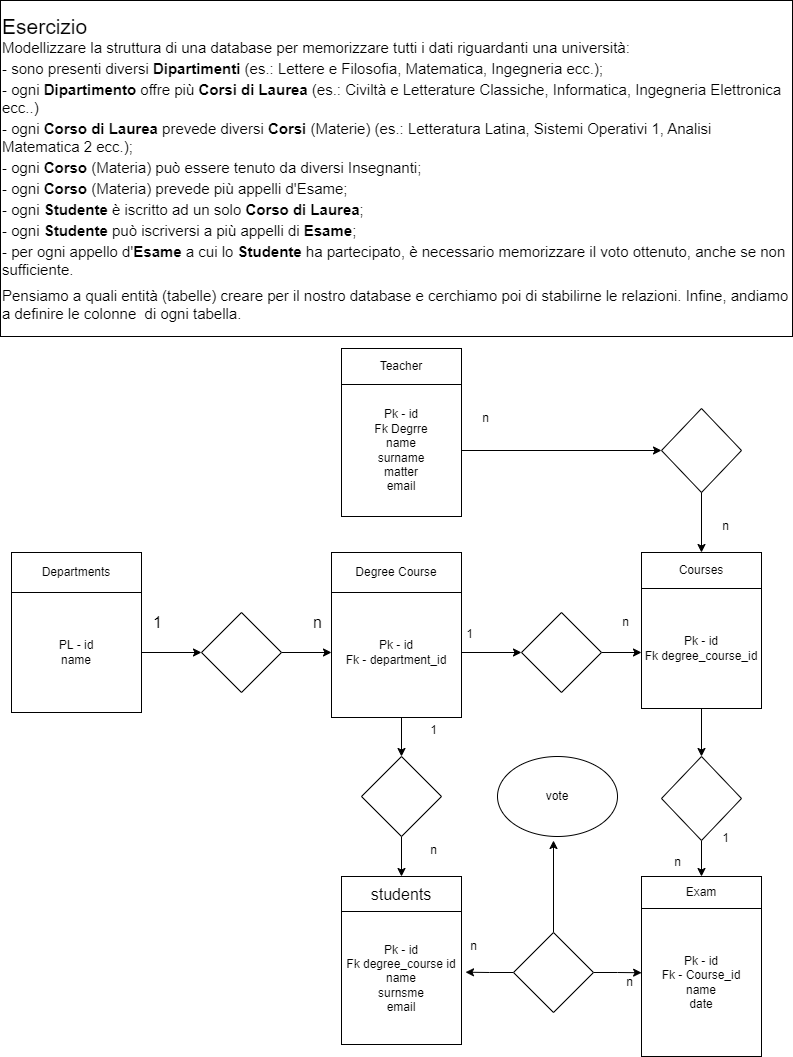 Esercizio
Modellizzare la struttura di una database per memorizzare tutti i dati riguardanti una università:
- sono presenti diversi Dipartimenti (es.: Lettere e Filosofia, Matematica, Ingegneria ecc.);
- ogni Dipartimento offre più Corsi di Laurea (es.: Civiltà e Letterature Classiche, Informatica, Ingegneria Elettronica
ecc..)
- ogni Corso di Laurea prevede diversi Corsi (Materie) (es.: Letteratura Latina, Sistemi Operativi 1, Analisi
Matematica 2 ecc.);
- ogni Corso (Materia) può essere tenuto da diversi Insegnanti;
- ogni Corso (Materia) prevede più appelli d'Esame;
- ogni Studente è iscritto ad un solo Corso di Laurea;
- ogni Studente può iscriversi a più appelli di Esame;
- per ogni appello d'Esame a cui lo Studente ha partecipato, è necessario memorizzare il voto ottenuto, anche se non
sufficiente.
Pensiamo a quali entità (tabelle) creare per il nostro database e cerchiamo poi di stabilirne le relazioni. Infine, andiamo
a definire le colonne di ogni tabella.
Teacher
Pk - id
Fk Degrre
name
surname
matter
email
n
n
Departments
PL - id
name
1
n
Degree Course
Pk - id
Fk - department_id
1
n
Courses
Pk - id
Fk degree_course_id
1
n
vote
1
n
students
Pk - id
Fk degree_course id
name
surnsme
email
n
n
Exam
Pk - id
Fk - Course_id
name
date